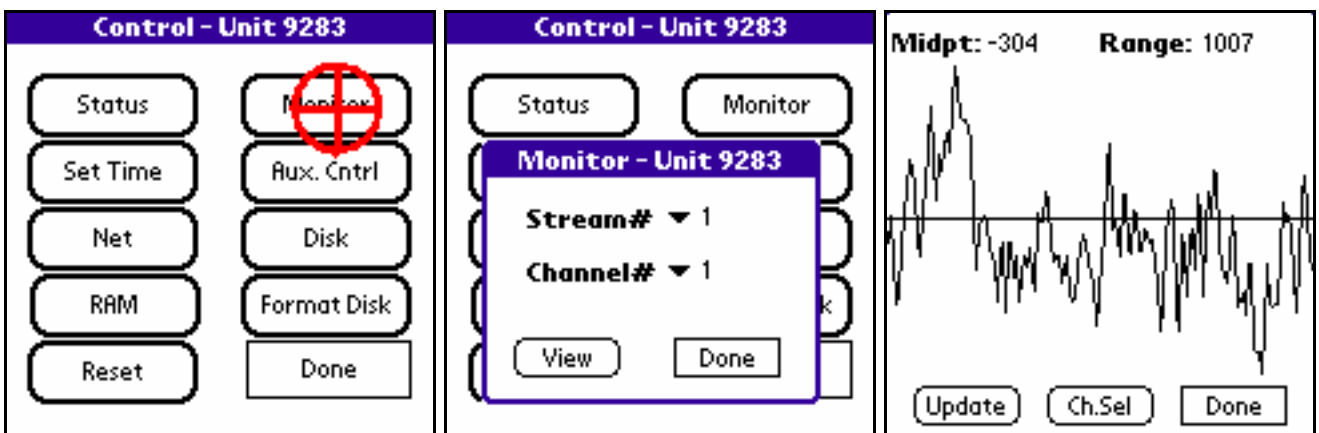 Control - Unit 9283
Status
Monitor
Set Time
Aux. Cntrl
Net
Disk
RAM
Format Disk
Reset
Done
Control - Unit 9283
Status
Monitor
Monitor - Unit 9283
Stream# 1
Channel# 1
k
View
Done
Midpt: -304 Range: 1007
Update
Ch.Sel
Done